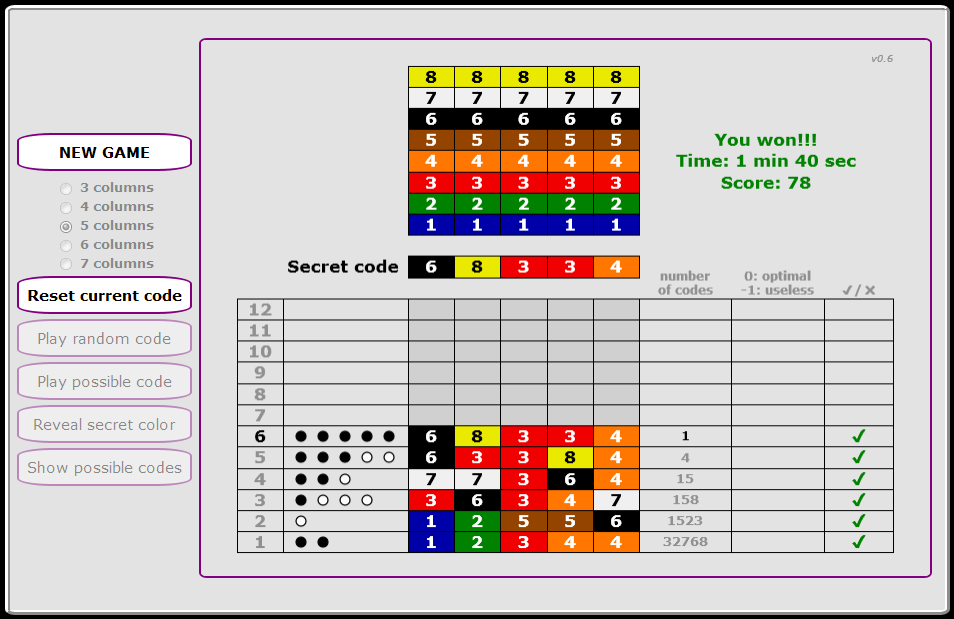 v0.6
8 8 8 8 8
7 7 7 7 7
6 6 6 6 6
5 5 5 5 5
4 4 4 4 4
3 3 3 3 3
2 2 2 2 2
1 1 1 1 1
You won!!!
Time: 1 min 40 sec
Score: 78
NEW GAME
3 columns
4 columns
5 columns
6 columns
7 columns
Reset current code
Play random code
Play possible code
Reveal secret color
Show possible codes
Secret code 6 8 3 3 4
number
of codes
0: optimal
-1: useless
✓/✗
12
11
10
9
8
7
6 6 8 3 3 4 1 ✓
5 6 3 3 8 4 4 ✓
4 7 7 3 6 4 15 ✓
3 3 6 3 4 7 158 ✓
2 1 2 5 5 6 1523 ✓
1 1 2 3 4 4 32768 ✓